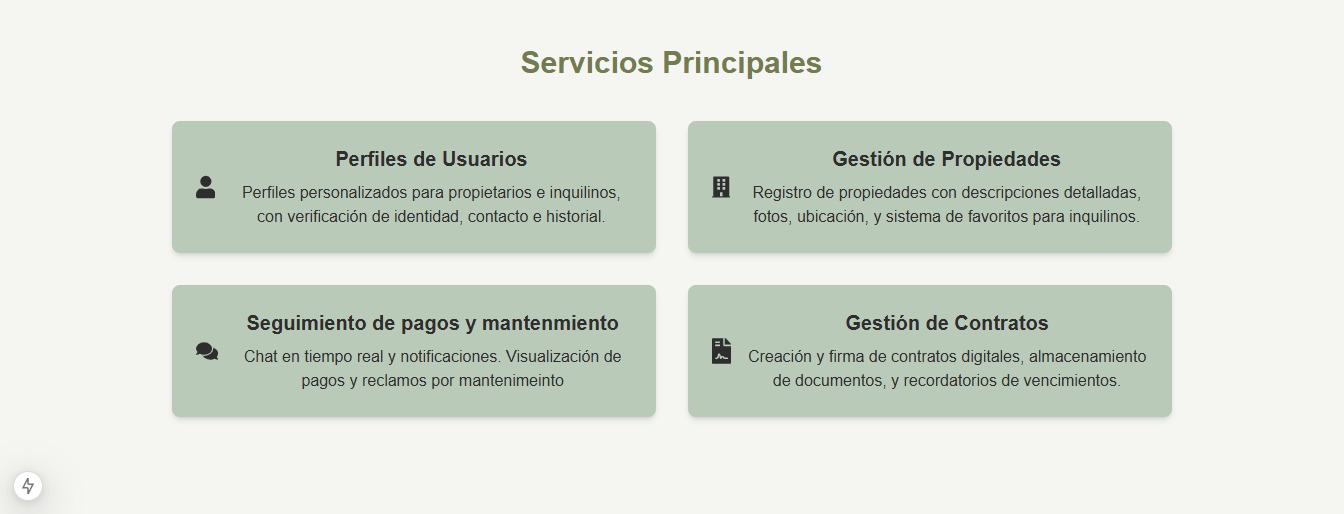 Servicios Principales
Perfiles de Usuarios
Perfiles personalizados para propietarios e inquilinos,
con verificación de identidad, contacto e historial.
Gestión de Propiedades
Registro de propiedades con descripciones detalladas,
fotos, ubicación, y sistema de favoritos para inquilinos.
Seguimiento de pagos y mantenmiento
Chat en tiempo real y notificaciones. Visualización de
pagos y reclamos por mantenimeinto
Gestión de Contratos
Creación y firma de contratos digitales, almacenamiento
de documentos, y recordatorios de vencimientos.